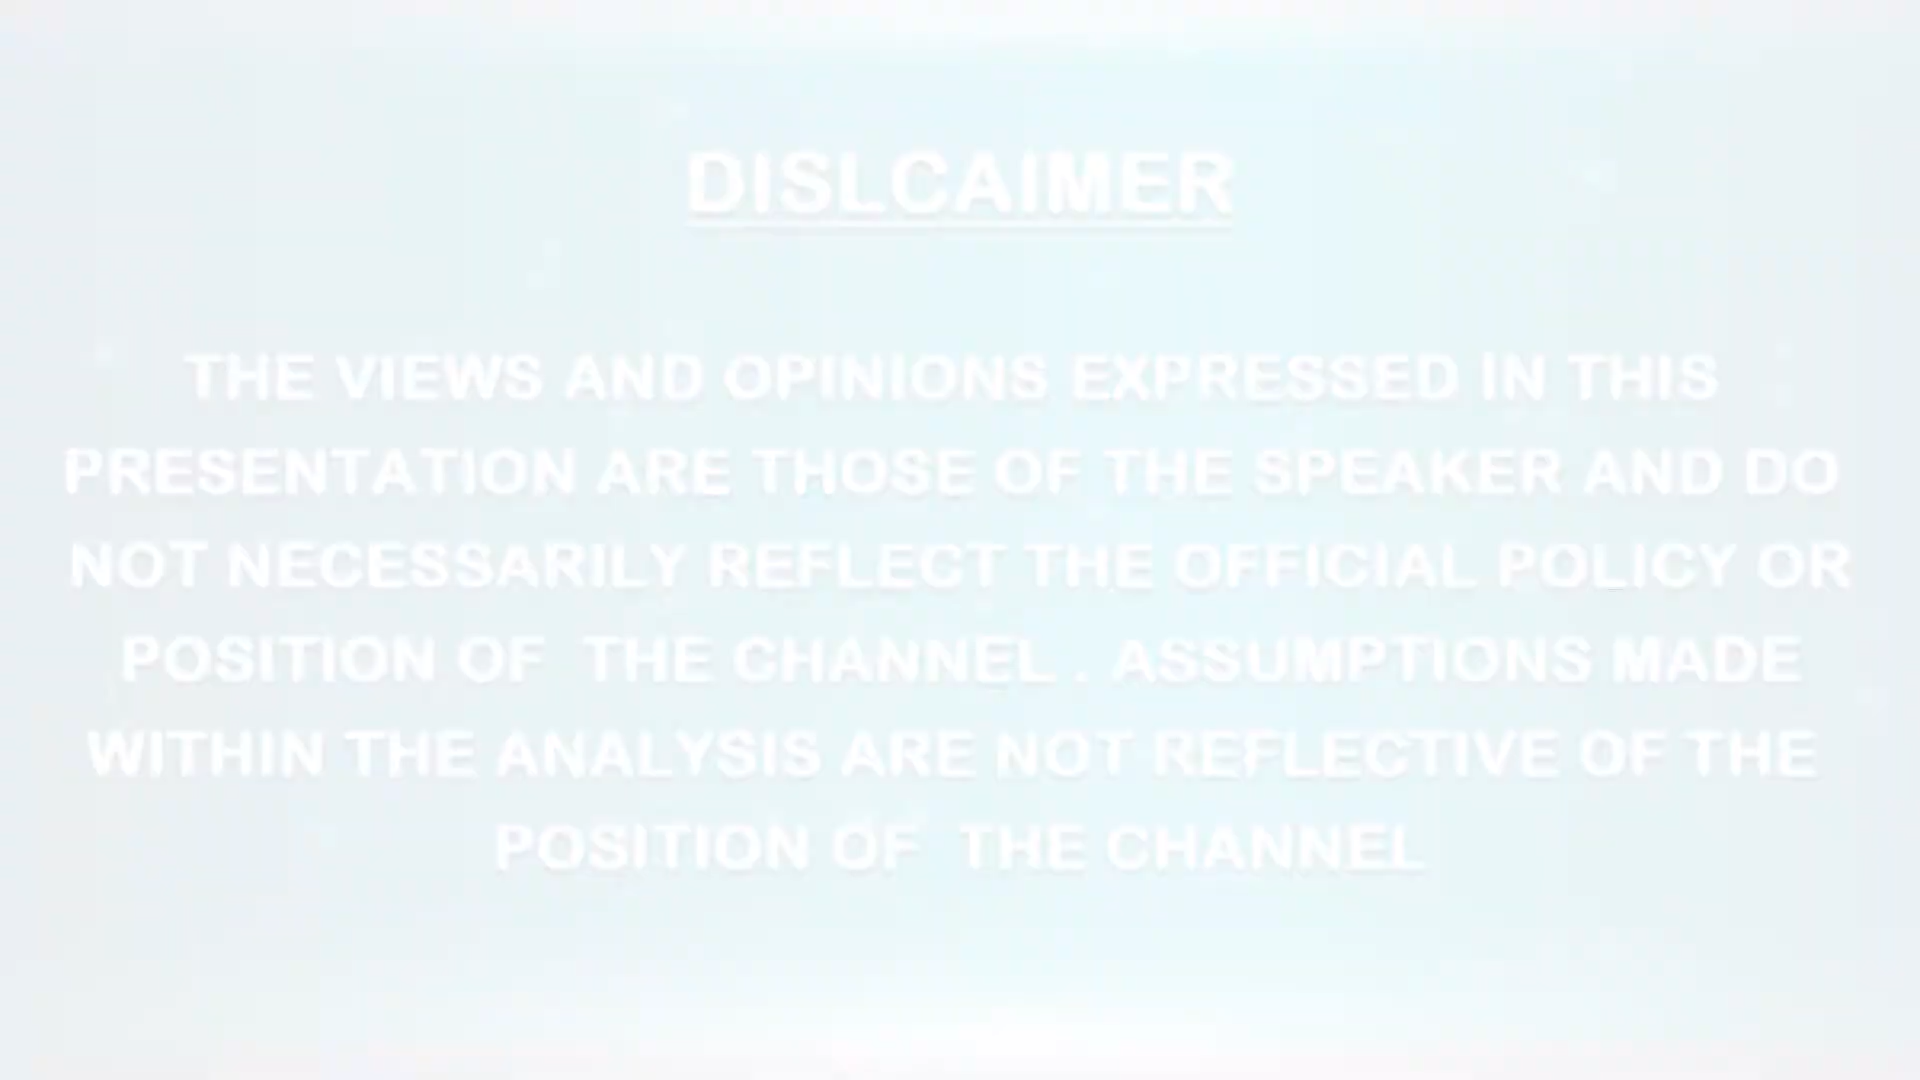 DISLCAIMER
THE VIEWS AND OPINIONS EXPRESSED IN THIS
PRESENTATION ARE THOSE OF THE SPEAKER AND DO
NOT NECESSARILY REFLECT THE OFFICIAL POLICY OR
POSITION OF THE CHANNEL . ASSUMPTIONS MADE
WITHIN THE ANALYSIS ARE NOT REFLECTIVE OF THE
POSITION OF THE CHANNEL